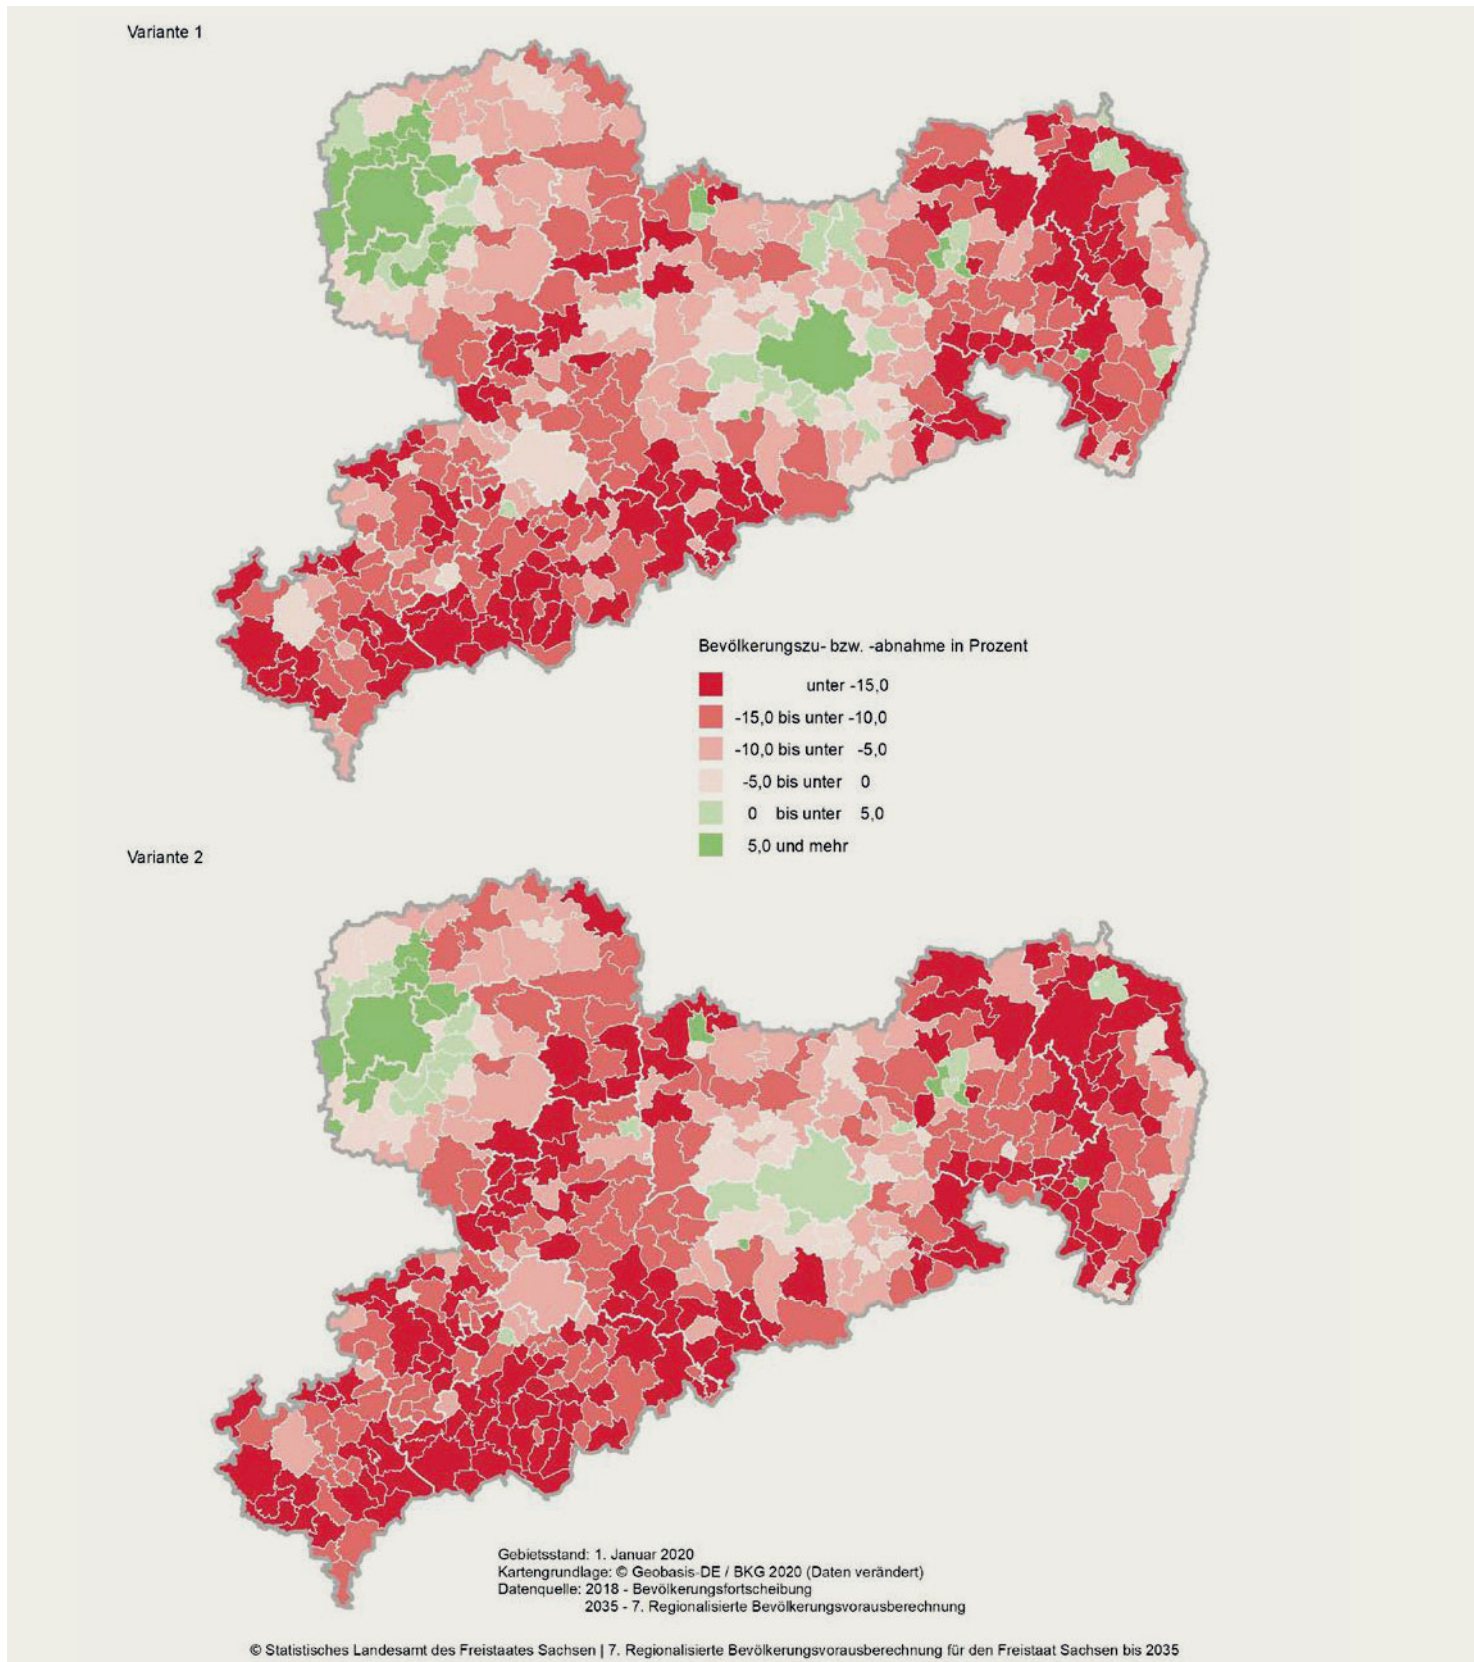 Variante 1
Bevölkerungszu- bzw. -abnahme in Prozent
unter -15,0
-15,0 bis unter -10,0
-10,0 bis unter -5,0
-5,0 bis unter 0
0 bis unter 5,0
5,0 und mehr
Variante 2
Gebietsstand: 1. Januar 2020
Kartengrundlage: © Geobasis-DE / BKG 2020 (Daten verändert)
Datenquelle: 2018 - Bevölkerungsfortscheibung
2035 - 7. Regionalisierte Bevölkerungsvorausberechnung
© Statistisches Landesamt des Freistaates Sachsen | 7. Regionalisierte Bevölkerungsvorausberechnung für den Freistaat Sachsen bis 2035